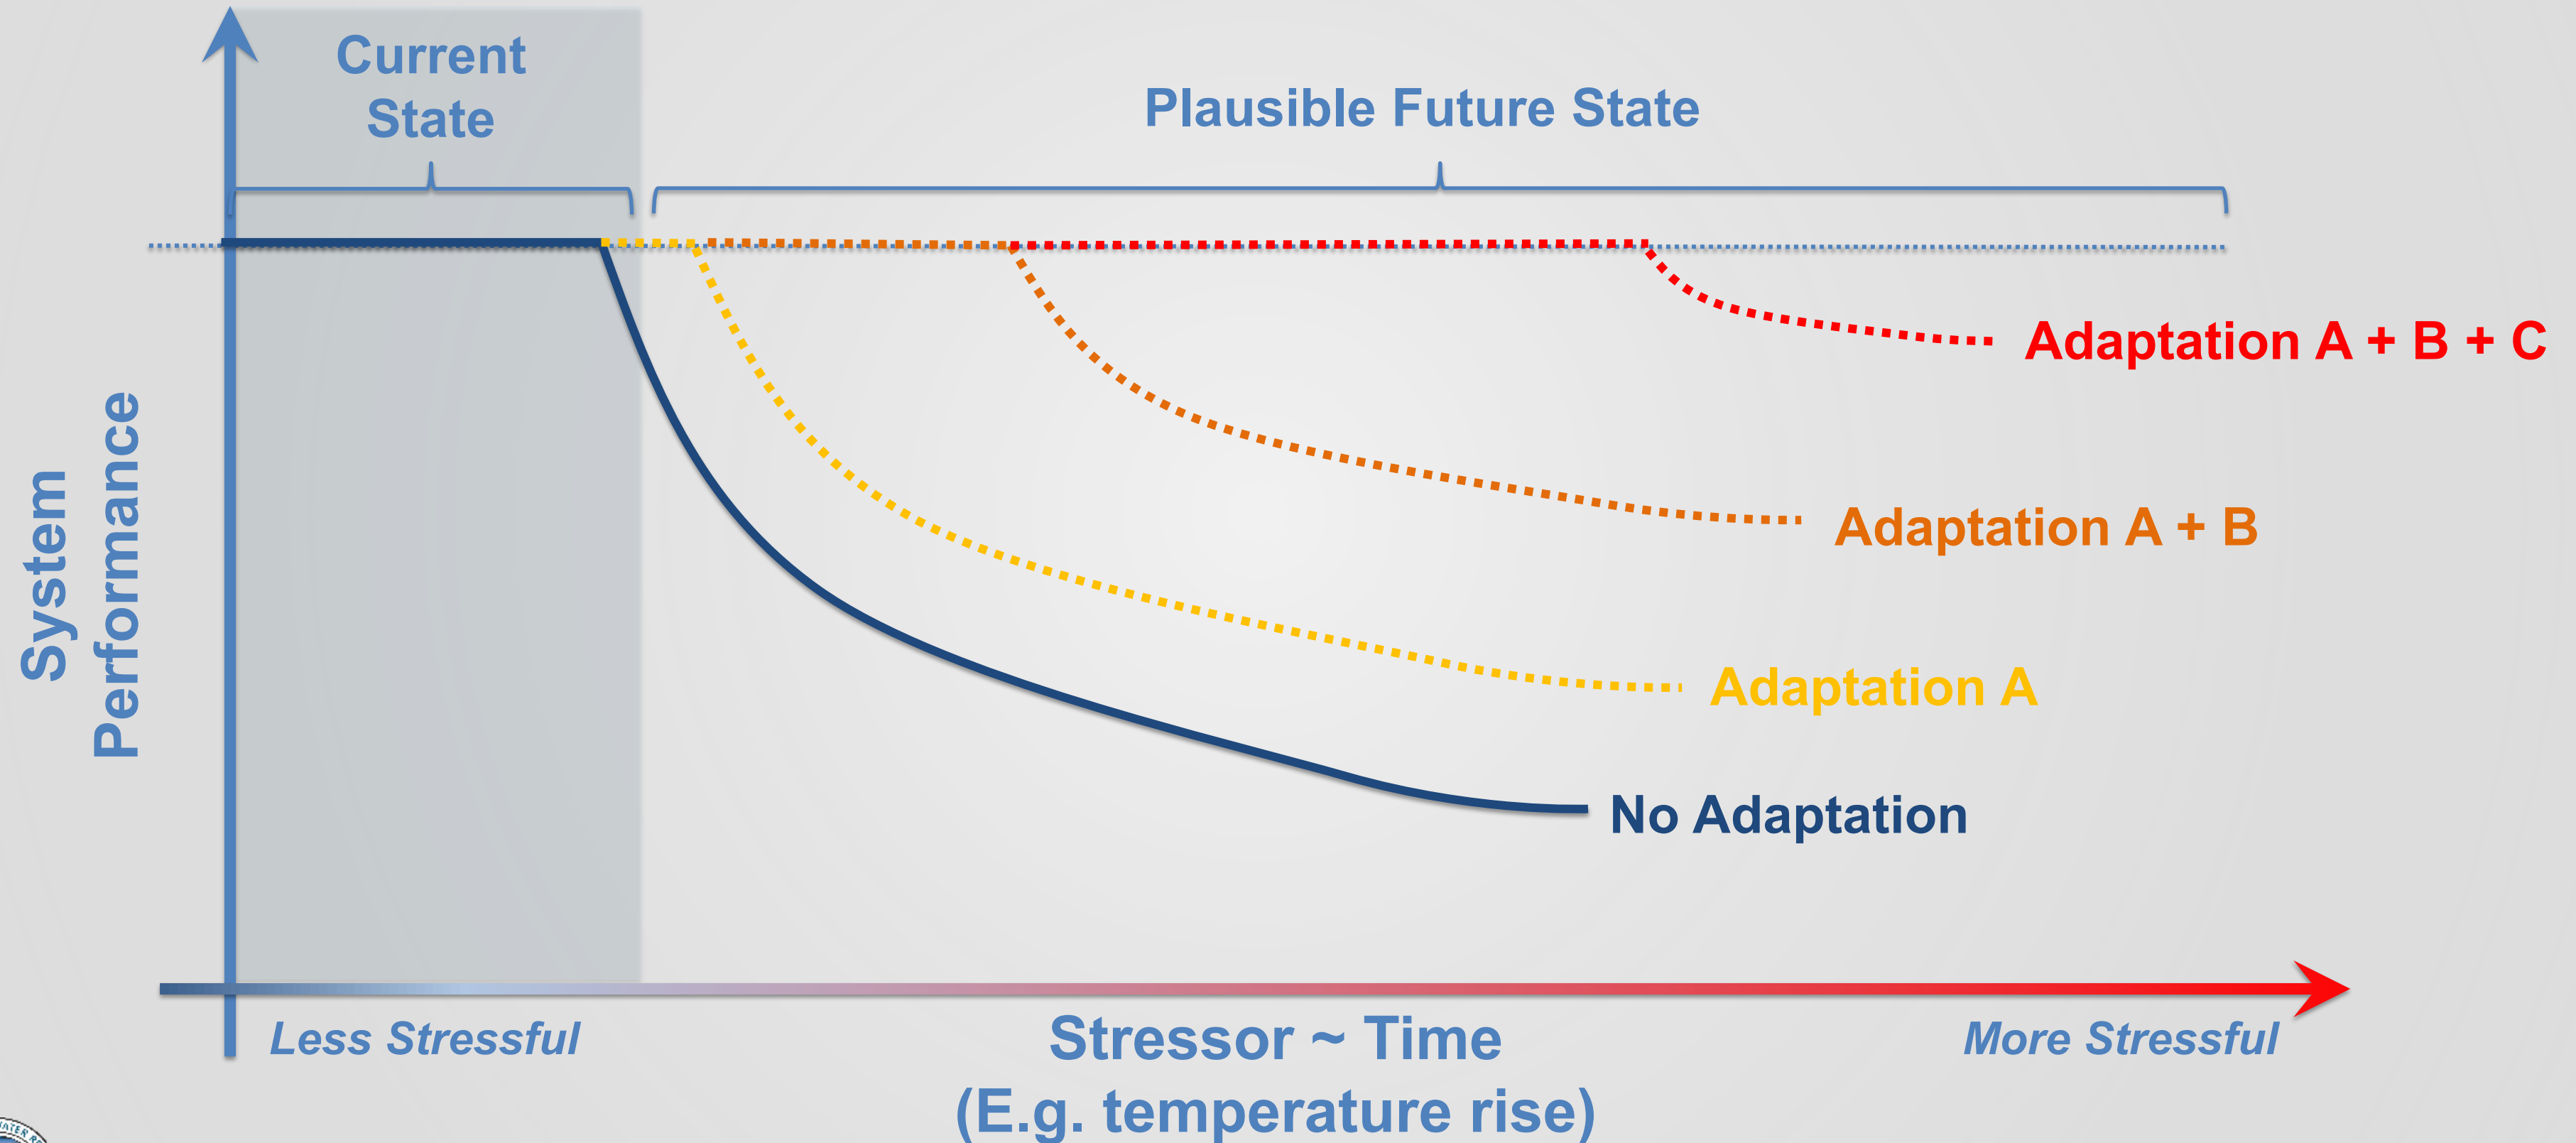 Current
State
Plausible Future State
System
Performance
Adaptation A + B + C
Adaptation A + B
Adaptation A
No Adaptation
Less Stressful
Stressor ~ Time
(E.g. temperature rise)
More Stressful